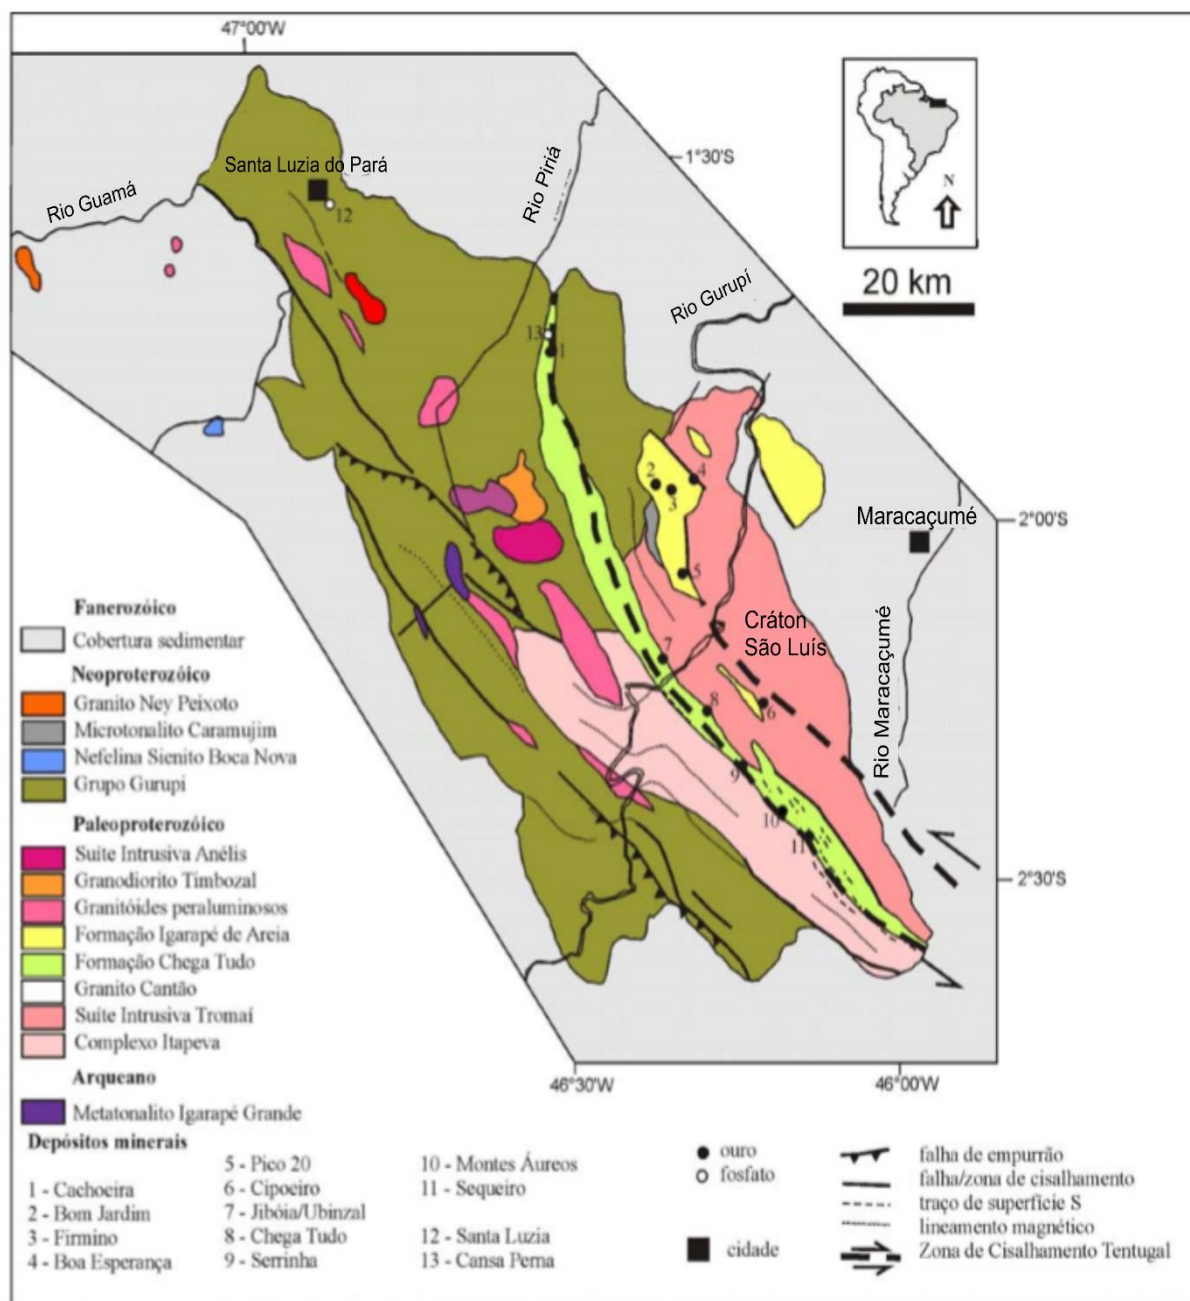 47°00'W
Santa Luzia do Pará
1°30'S
Rio Piriá
Rio Guamá
12
N
20 km
Rio Gurupí
13
1
2
4
3
Maracaçumé
2°00'S
5
Cráton
São Luís
7
Rio Maracaçumé
8
6
9
10
11
2°30'S
46°30'W
46°00'W
Fanerozóico
Cobertura sedimentar
Neoproterozóico
Granito Ney Peixoto
Microtonalito Caramujim
Nefelina Sienito Boca Nova
Grupo Gurupi
Paleoproterozóico
Suíte Intrusiva Anélis
Granodiorito Timbozal
Granitóides peraluminosos
Formação Igarapé de Areia
Formação Chega Tudo
Granito Cantão
Suíte Intrusiva Tromaí
Complexo Itapeva
Arqueano
Metatonalito Igarapé Grande
Depósitos minerais
1 - Cachoeira
2 - Bom Jardim
3 - Firmino
4 - Boa Esperança
5 - Pico 20
6 - Cipoeiro
7 - Jibóia/Ubinzal
8 - Chega Tudo
9 - Serrinha
10 - Montes Áureos
11 - Sequeiro
12 - Santa Luzia
13 - Cansa Perna
ouro
fosfato
cidade
falha de empurrão
falha/zona de cisalhamento
traço de superfície S
lineamento magnético
Zona de Cisalhamento Tentugal